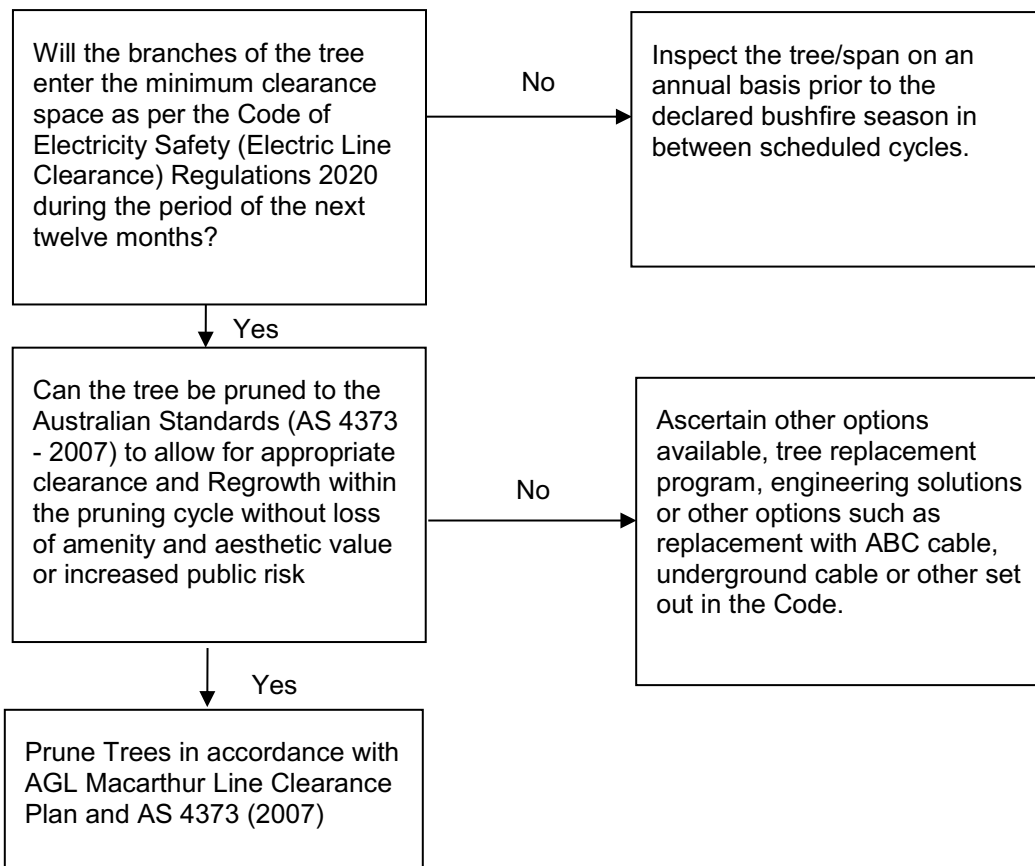 Will the branches of the tree
enter the minimum clearance
space as per the Code of
Electricity Safety (Electric Line
Clearance) Regulations 2020
during the period of the next
twelve months?
No
Inspect the tree/span on an
annual basis prior to the
declared bushfire season in
between scheduled cycles.
Yes
Can the tree be pruned to the
Australian Standards (AS 4373
- 2007) to allow for appropriate
clearance and Regrowth within
the pruning cycle without loss
of amenity and aesthetic value
or increased public risk
No
Ascertain other options
available, tree replacement
program, engineering solutions
or other options such as
replacement with ABC cable,
underground cable or other set
out in the Code.
Yes
Prune Trees in accordance with
AGL Macarthur Line Clearance
Plan and AS 4373 (2007)